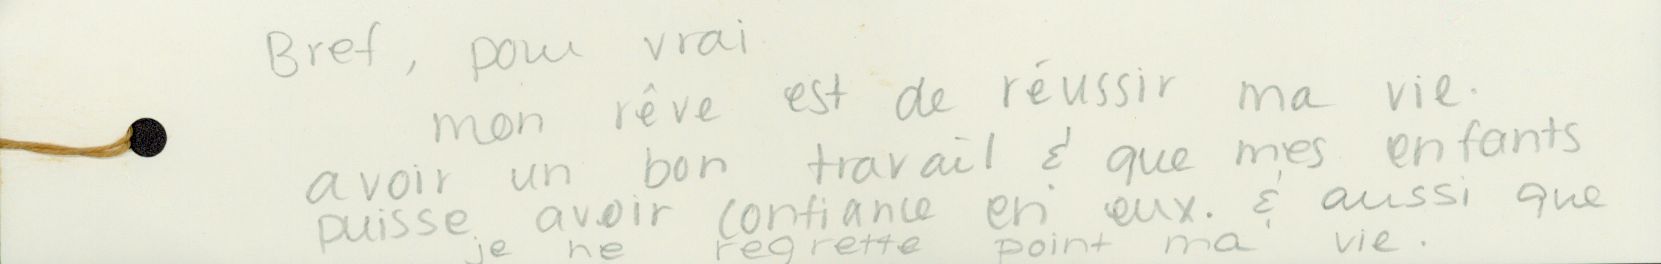 Bref, pour vrai
mon rêve est de réussir ma vie.
avoir un bon travail & que mes enfants
puisse avoir confiance en eux. & aussi que
je ne regrette point ma vie.